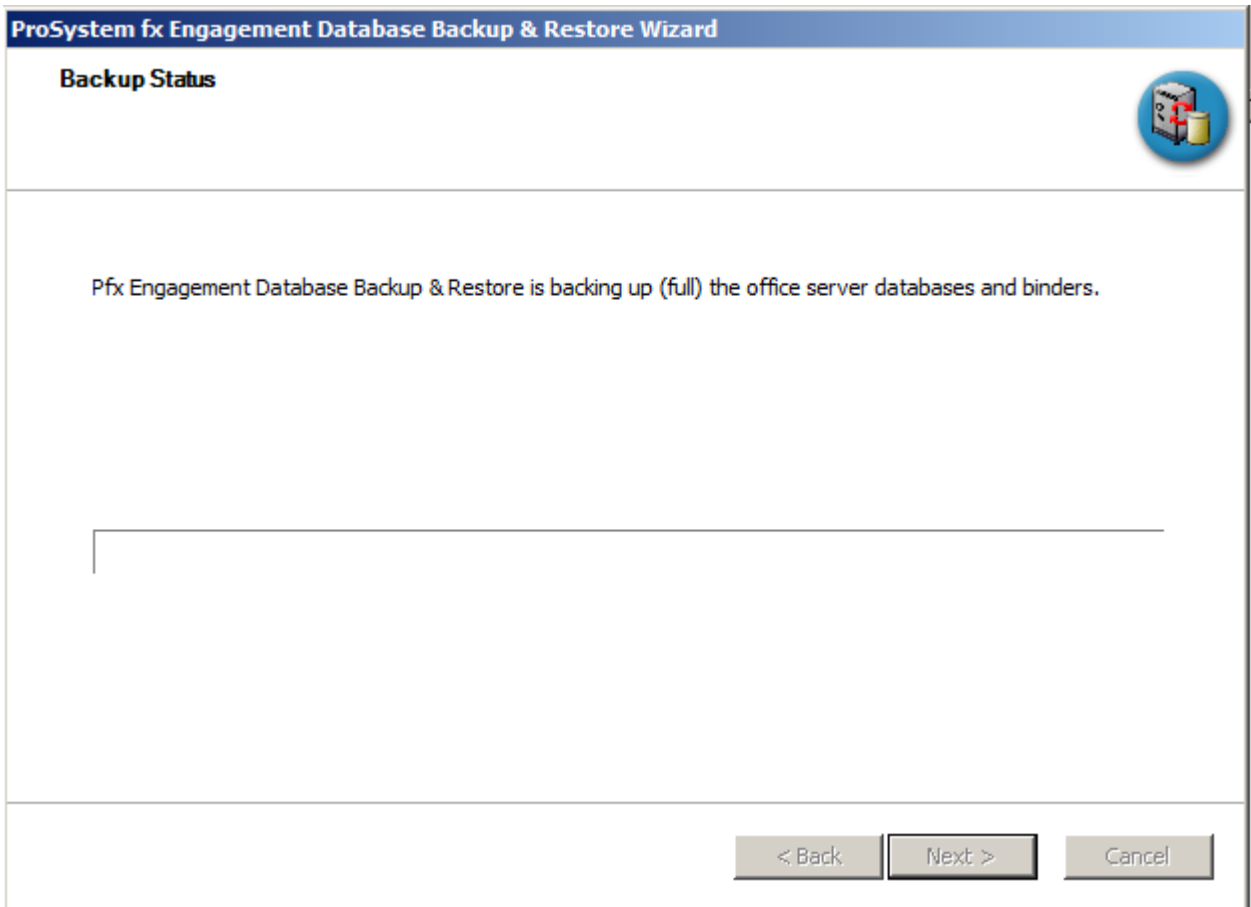 ProSystem fx Engagement Database Backup & Restore Wizard
Backup Status
Pfx Engagement Database Backup & Restore is backing up (full) the office server databases and binders.
< Back
Next >
Cancel